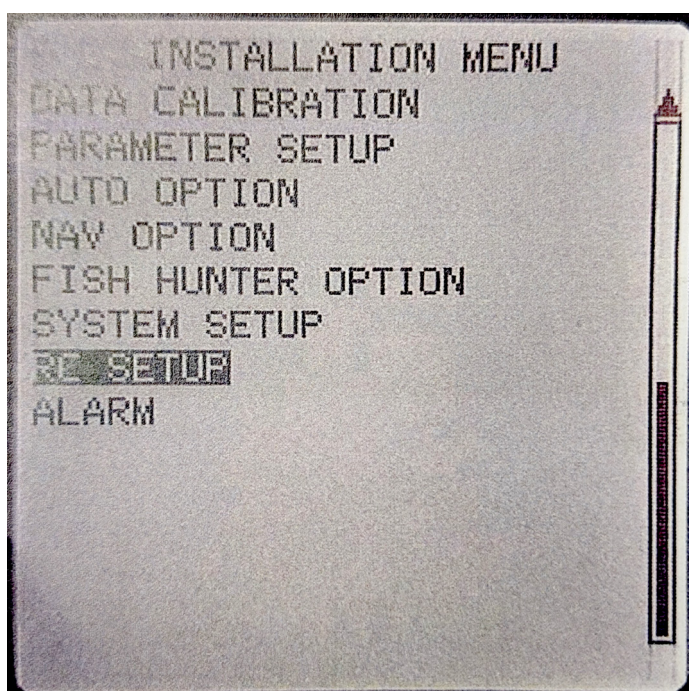 INSTALLATION MENU
DATA CALIBRATION
PARAMETER SETUP
AUTO OPTION
NAV OPTION
FISH HUNTER OPTION
SYSTEM SETUP
RC SETUP
ALARM